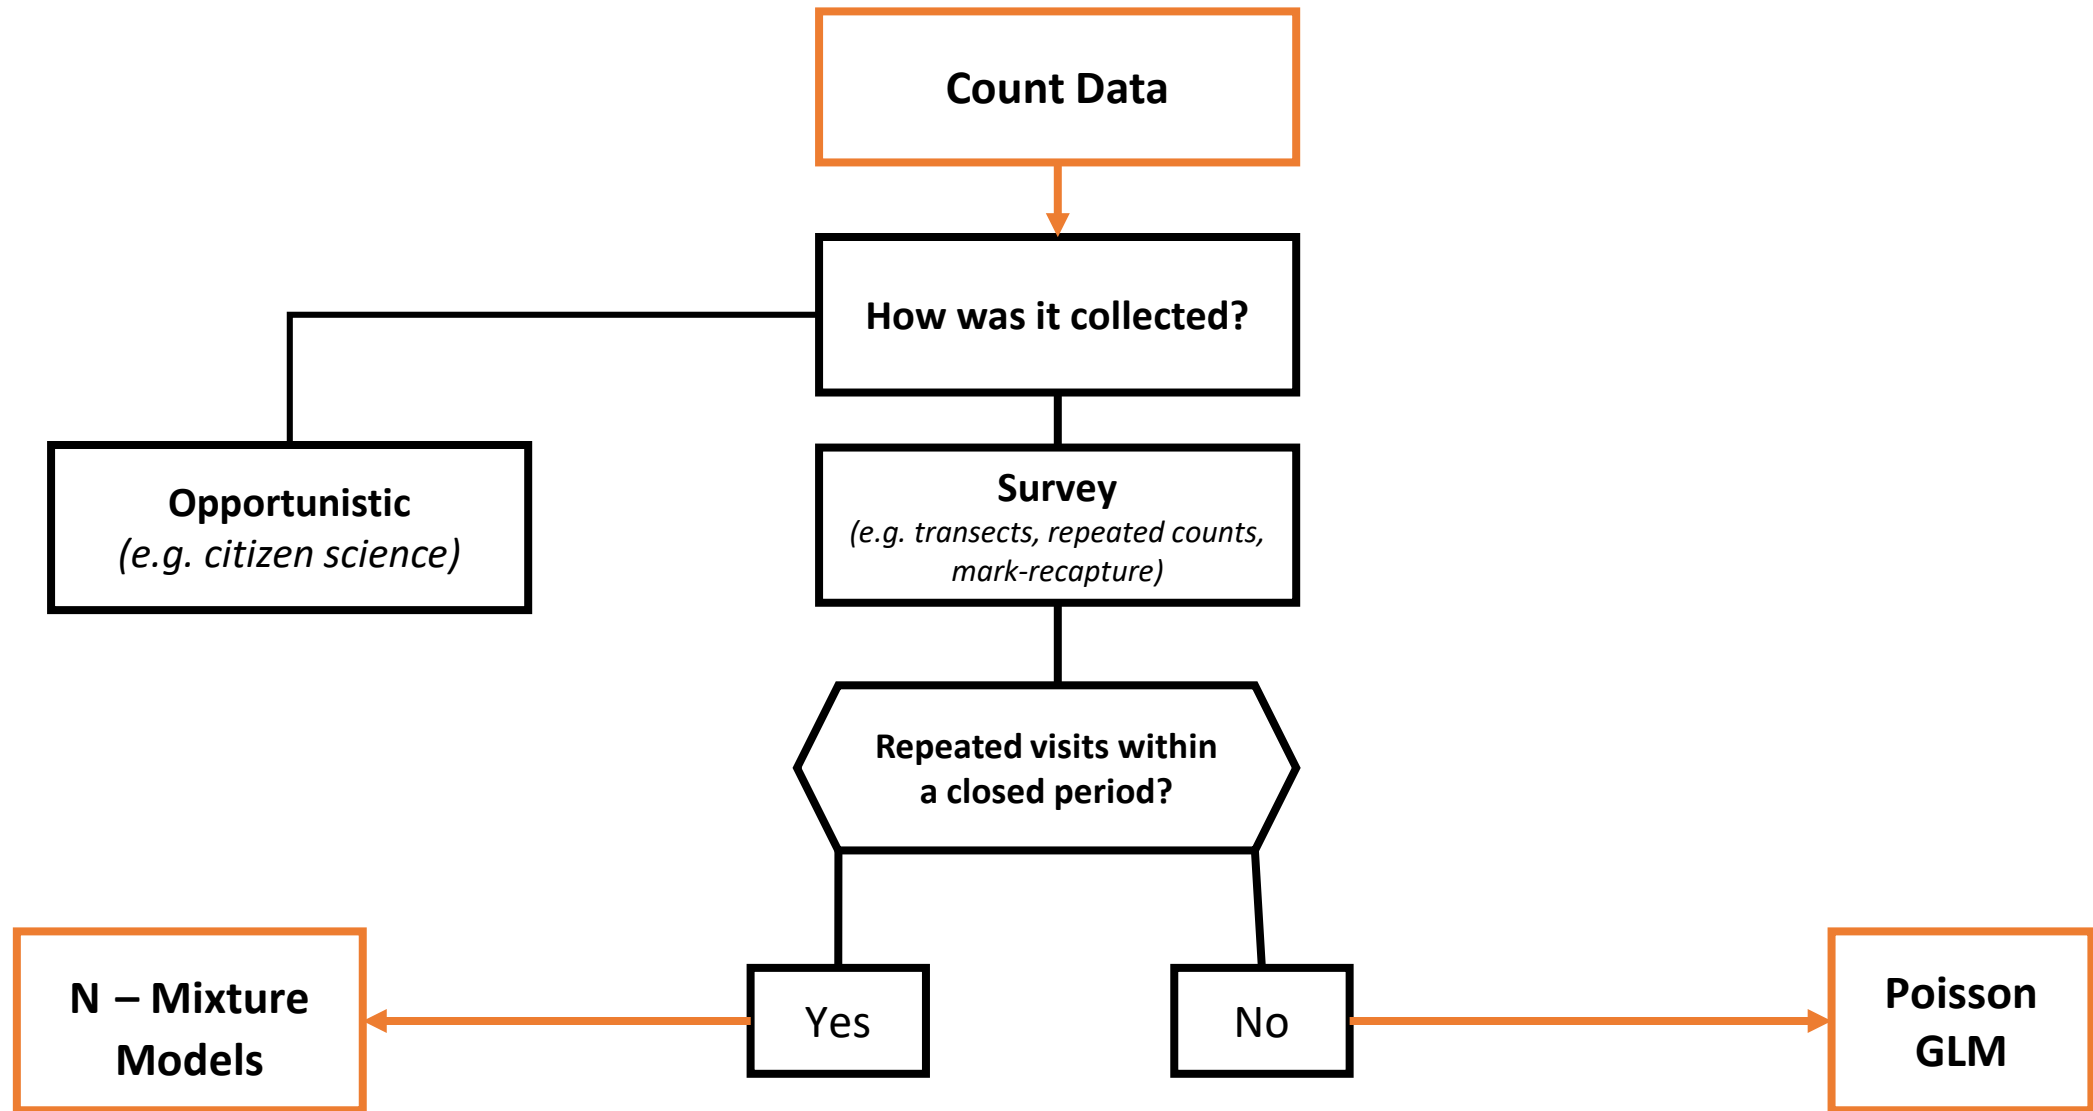 Count Data
How was it collected?
Opportunistic
(e.g. citizen science)
Survey
(e.g. transects, repeated counts,
mark-recapture)
Repeated visits within
a closed period?
N – Mixture
Models
Yes
No
Poisson
GLM